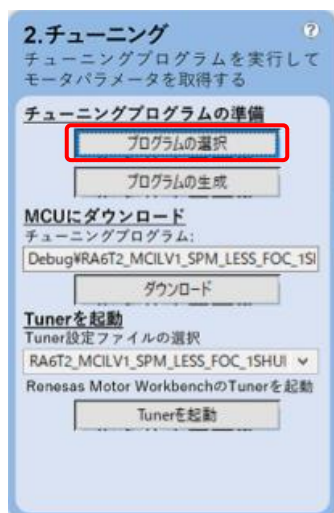 2.チューニング ?
チューニングプログラムを実行して
モータパラメータを取得する
チューニングプログラムの準備
プログラムの選択
プログラムの生成
MCUにダウンロード
チューニングプログラム:
Debug¥RA6T2_MCILV1_SPM_LESS_FOC_1SI
ダウンロード
Tunerを起動
Tuner設定ファイルの選択
RA6T2_MCILV1_SPM_LESS_FOC_1SHUI
Renesas Motor WorkbenchのTunerを起動
Tunerを起動